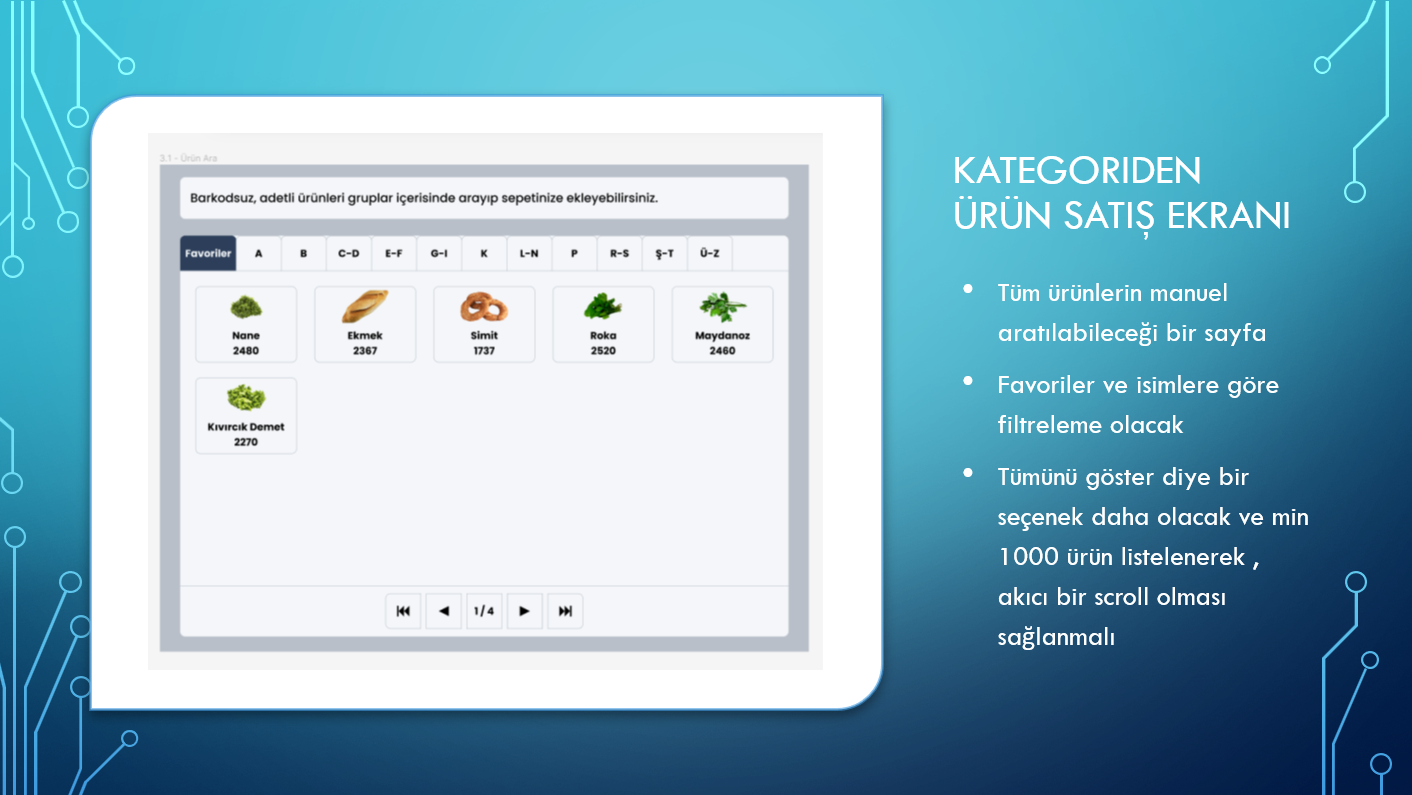 3.1 - Ürün Ara
Barkodsuz, adetli ürünleri gruplar içerisinde arayıp sepetinize ekleyebilirsiniz.
Favoriler A B C-D E-F G-I K L-N P R-S Ş-T Ü-Z
Nane Ekmek Simit Roka Maydanoz
2480 2367 1737 2520 2460
Kıvırcık Demet
2270
1/4
KATEGORIDEN
ÜRÜN SATIŞ EKRANI
• Tüm ürünlerin manuel
aratılabileceği bir sayfa
• Favoriler ve isimlere göre
filtreleme olacak
• Tümünü göster diye bir
seçenek daha olacak ve min
1000 ürün listelenerek ,
akıcı bir scroll olması
sağlanmalı